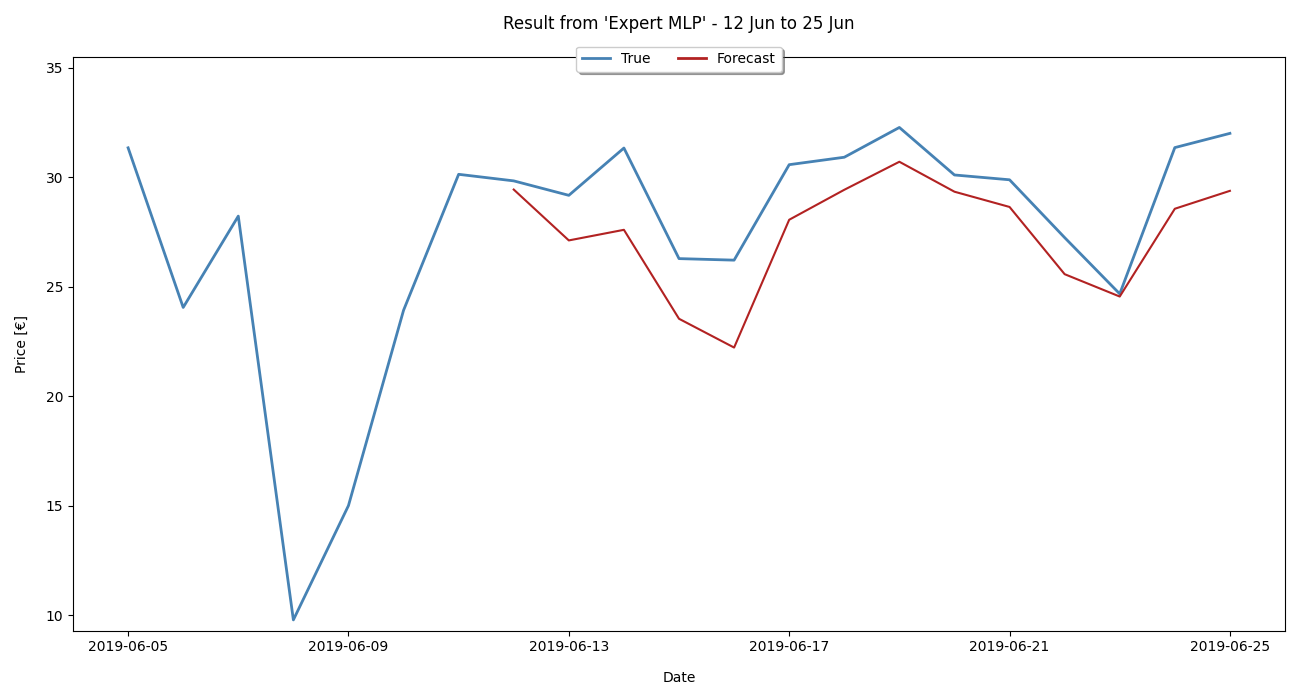 Result from 'Expert MLP' - 12 Jun to 25 Jun
True Forecast
35
30
25
20
15
10
Price [€]
2019-06-05 2019-06-09 2019-06-13 2019-06-17 2019-06-21 2019-06-25
Date